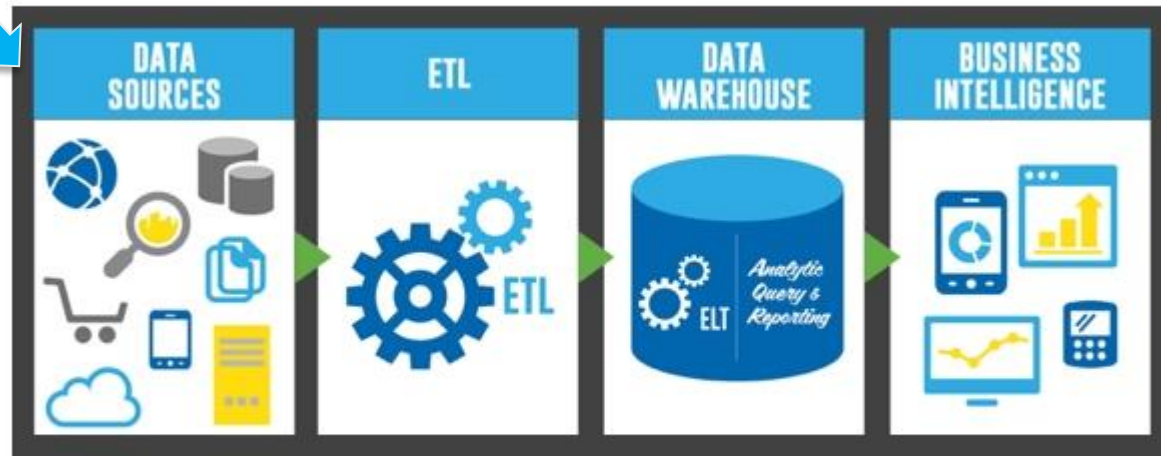 DATA
SOURCES
ETL
DATA
WAREHOUSE
BUSINESS
INTELLIGENCE
ETL
ELT
Analytic
Query &
Reporting